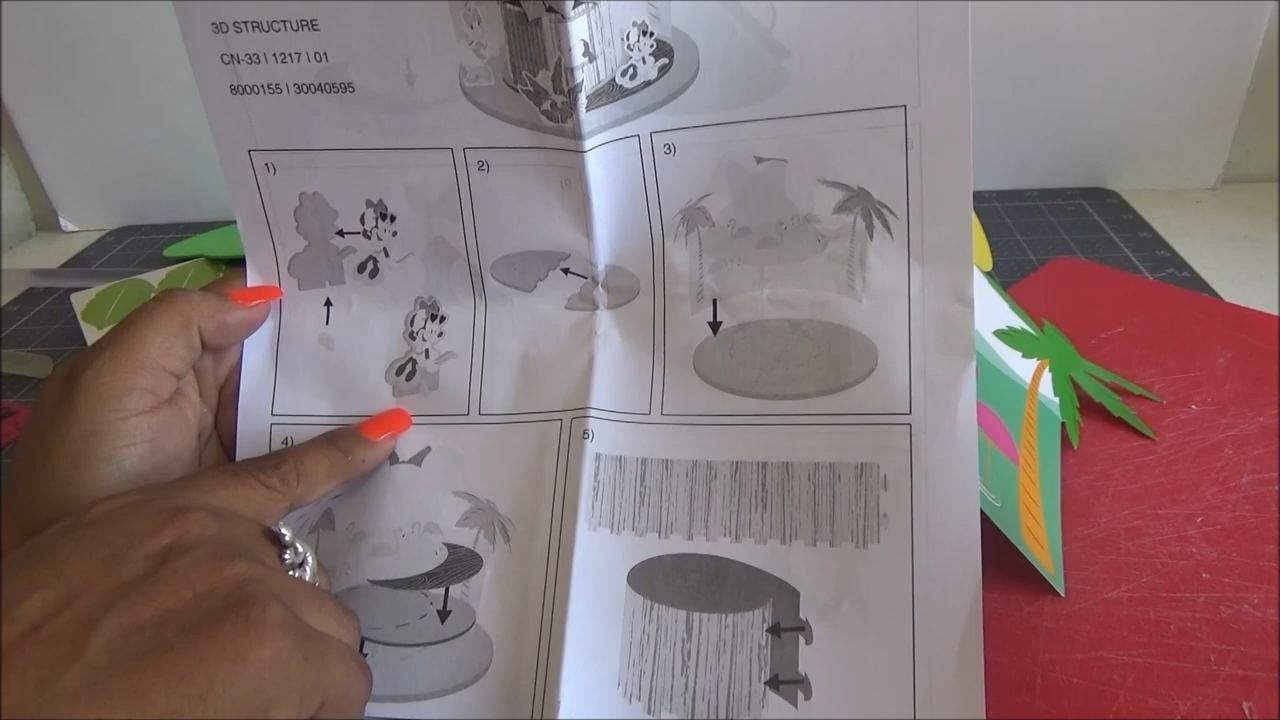 3D STRUCTURE
CN-33 | 1217 | 01
8000155 | 30040595
1)
2)
3)
4)
5)